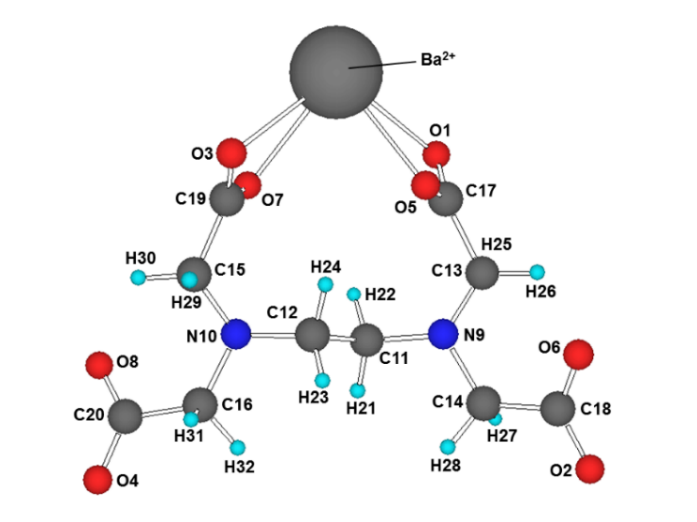 Ba²⁺
O1
O3
O7
O5
C17
C19
H25
H30
C15
C13
H24
H26
H29
C12
H22
N10
N9
O6
O8
C11
H23
H21
C20
C16
C14
C18
H31
H27
H32
H28
O2
O4